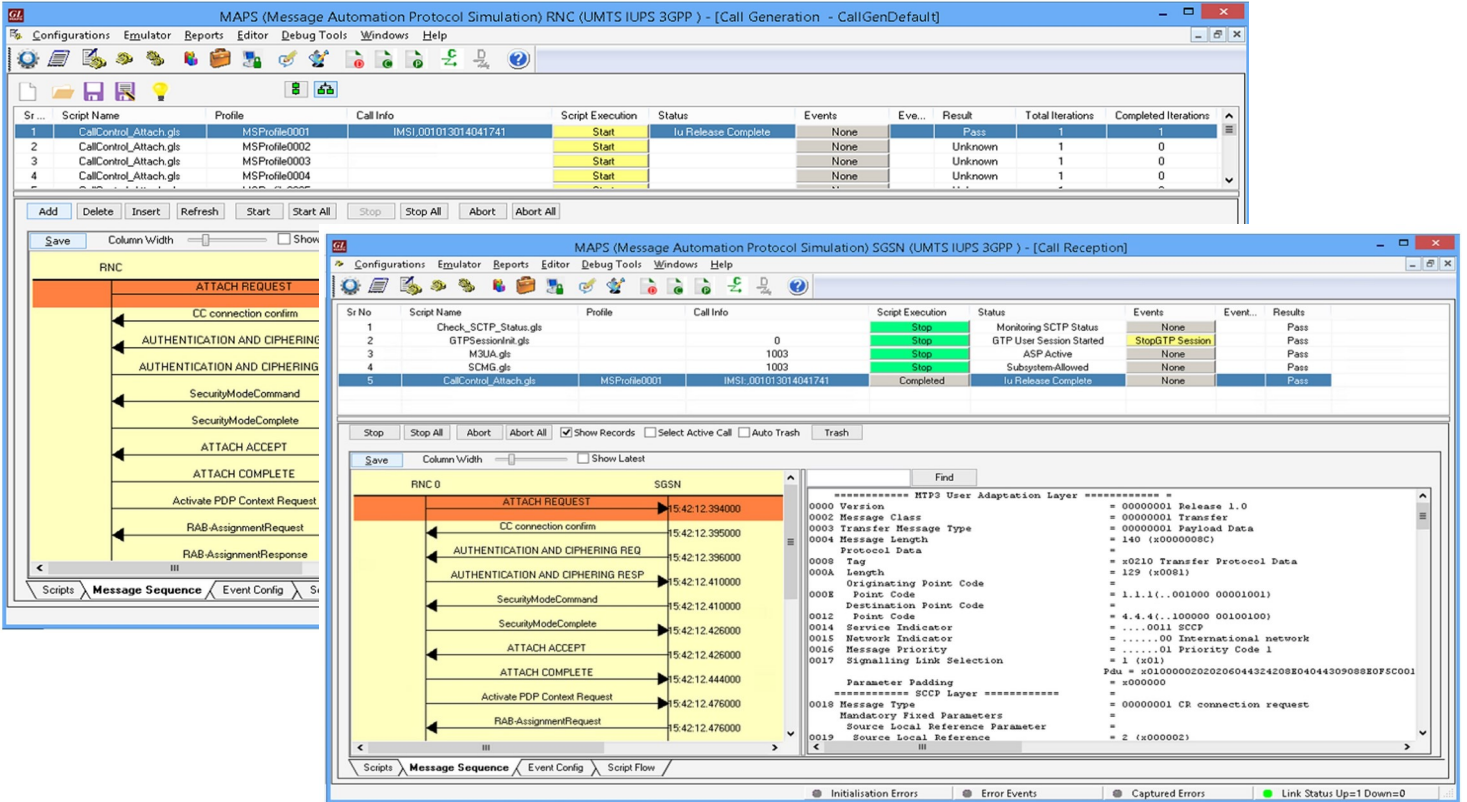 GL MAPS (Message Automation Protocol Simulation) RNC (UMTS IUPS 3GPP ) - [Call Generation - CallGenDefault]
Configurations Emulator Reports Editor Debug Tools Windows Help
Sr ... Script Name Profile Call Info Script Execution Status Events Eve... Result Total Iterations Completed Iterations
1 CallControl_Attach.gls MSProfile0001 IMSI,001013014041741 Start Iu Release Complete None Pass 1 1
2 CallControl_Attach.gls MSProfile0002 Start None Unknown 1 0
3 CallControl_Attach.gls MSProfile0003 Start None Unknown 1 0
4 CallControl_Attach.gls MSProfile0004 Start None Unknown 1 0
Add Delete Insert Refresh Start Start All Stop Stop All Abort Abort All
Save Column Width Show
RNC
ATTACH REQUEST
CC connection confirm
AUTHENTICATION AND CIPHERING
AUTHENTICATION AND CIPHERING
SecurityModeCommand
SecurityModeComplete
ATTACH ACCEPT
ATTACH COMPLETE
Activate PDP Context Request
RAB-AssignmentRequest
RAB-AssignmentResponse
Scripts Message Sequence Event Config
GL MAPS (Message Automation Protocol Simulation) SGSN (UMTS IUPS 3GPP ) - [Call Reception]
Configurations Emulator Reports Editor Debug Tools Windows Help
Sr No Script Name Profile Call Info Script Execution Status Events Event... Results
1 Check_SCTP_Status.gls Stop Monitoring SCTP Status None Pass
2 GTPSessionInit.gls 0 Stop GTP User Session Started StopGTP Session Pass
3 M3UA.gls 1003 Stop ASP Active None Pass
4 SCMG.gls 1003 Stop Subsystem-Allowed None Pass
5 CallControl_Attach.gls MSProfile0001 IMSI:,001013014041741 Completed Iu Release Complete None Pass
Stop Stop All Abort Abort All Show Records Select Active Call Auto Trash Trash
Save Column Width Show Latest
RNC 0 SGSN
ATTACH REQUEST 15:42:12.394000
CC connection confirm 15:42:12.395000
AUTHENTICATION AND CIPHERING REQ 15:42:12.396000
AUTHENTICATION AND CIPHERING RESP 15:42:12.410000
SecurityModeCommand 15:42:12.410000
SecurityModeComplete 15:42:12.426000
ATTACH ACCEPT 15:42:12.426000
ATTACH COMPLETE 15:42:12.444000
Activate PDP Context Request 15:42:12.476000
RAB-AssignmentRequest 15:42:12.476000
Find
============ MTP3 User Adaptation Layer ============ =
0000 Version = 00000001 Release 1.0
0002 Message Class = 00000001 Transfer
0003 Transfer Message Type = 00000001 Payload Data
0004 Message Length = 140 (x0000008C)
Protocol Data =
0008 Tag = x0210 Transfer Protocol Data
000A Length = 129 (x0081)
Originating Point Code =
000E Point Code = 1.1.1(..001000 00001001)
Destination Point Code =
0012 Point Code = 4.4.4(..100000 00100100)
0014 Service Indicator = ....0011 SCCP
0015 Network Indicator = ......00 International network
0016 Message Priority = ......01 Priority Code 1
0017 Signalling Link Selection = 1 (x01)
Pdu = x01000002020206044324208E04044309088E0F5C001
Parameter Padding = x000000
============ SCCP Layer ============ =
0018 Message Type = 00000001 CR connection request
Mandatory Fixed Parameters =
Source Local Reference Parameter =
0019 Source Local Reference = 2 (x000002)
Scripts Message Sequence Event Config Script Flow
Initialisation Errors Error Events Captured Errors Link Status Up=1 Down=0